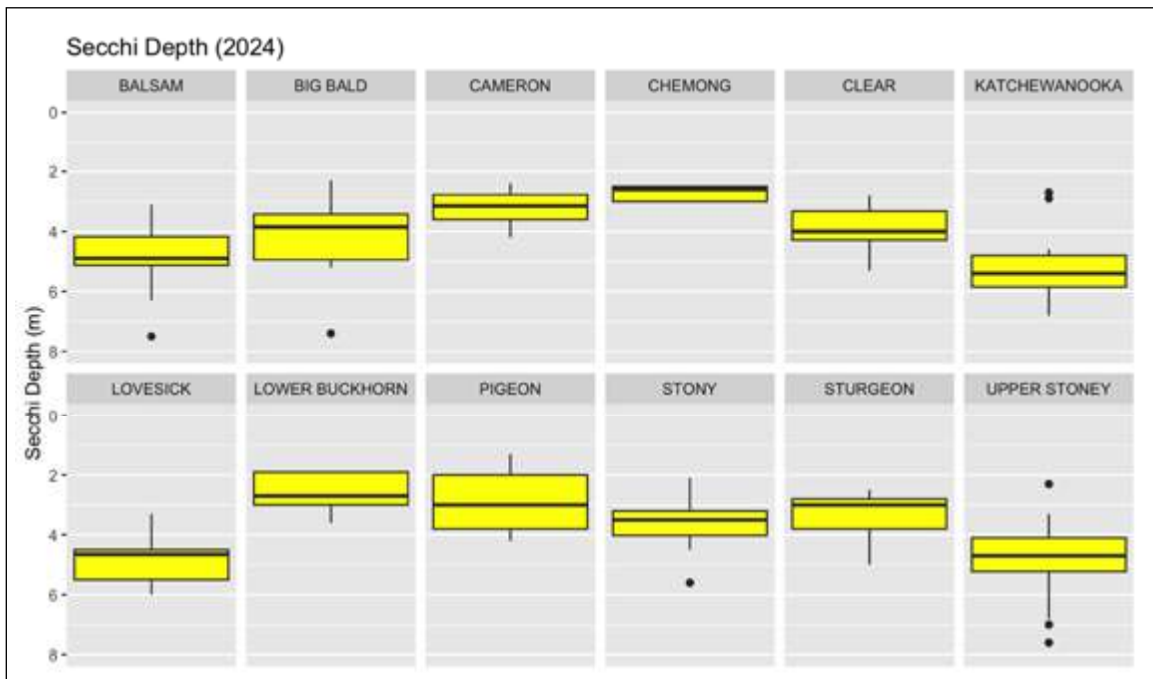 Secchi Depth (2024)
BALSAM BIG BALD CAMERON CHEMONG CLEAR KATCHEWANOOKA
0
2
4
6
8
Secchi Depth (m)
LOVESICK LOWER BUCKHORN PIGEON STONY STURGEON UPPER STONEY
0
2
4
6
8